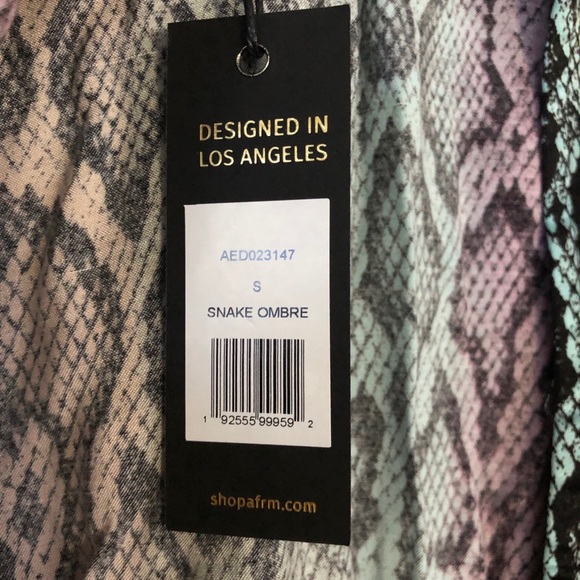 DESIGNED IN
LOS ANGELES
AED023147
S
SNAKE OMBRE
1 92555 99959 2
shopafrm.com